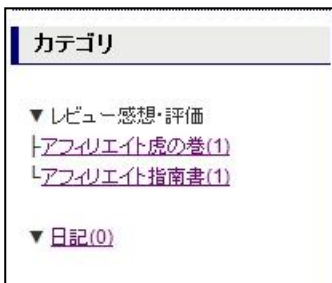 カテゴリ
▼レビュー感想・評価
├アフィリエイト虎の巻(1)
└アフィリエイト指南書(1)
▼日記(0)